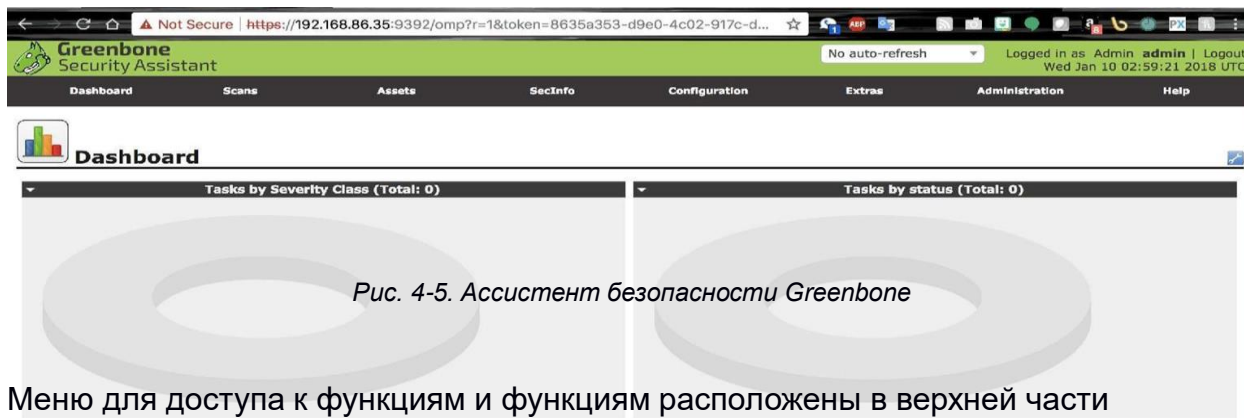 Not Secure | https://192.168.86.35:9392/omp?r=1&token=8635a353-d9e0-4c02-917c-d...
Greenbone
Security Assistant
No auto-refresh
Logged in as Admin admin | Logout
Wed Jan 10 02:59:21 2018 UTC
Dashboard Scans Assets SecInfo Configuration Extras Administration Help
Dashboard
Tasks by Severity Class (Total: 0)
Tasks by status (Total: 0)
Рис. 4-5. Ассистент безопасности Greenbone
Меню для доступа к функциям и функциям расположены в верхней части